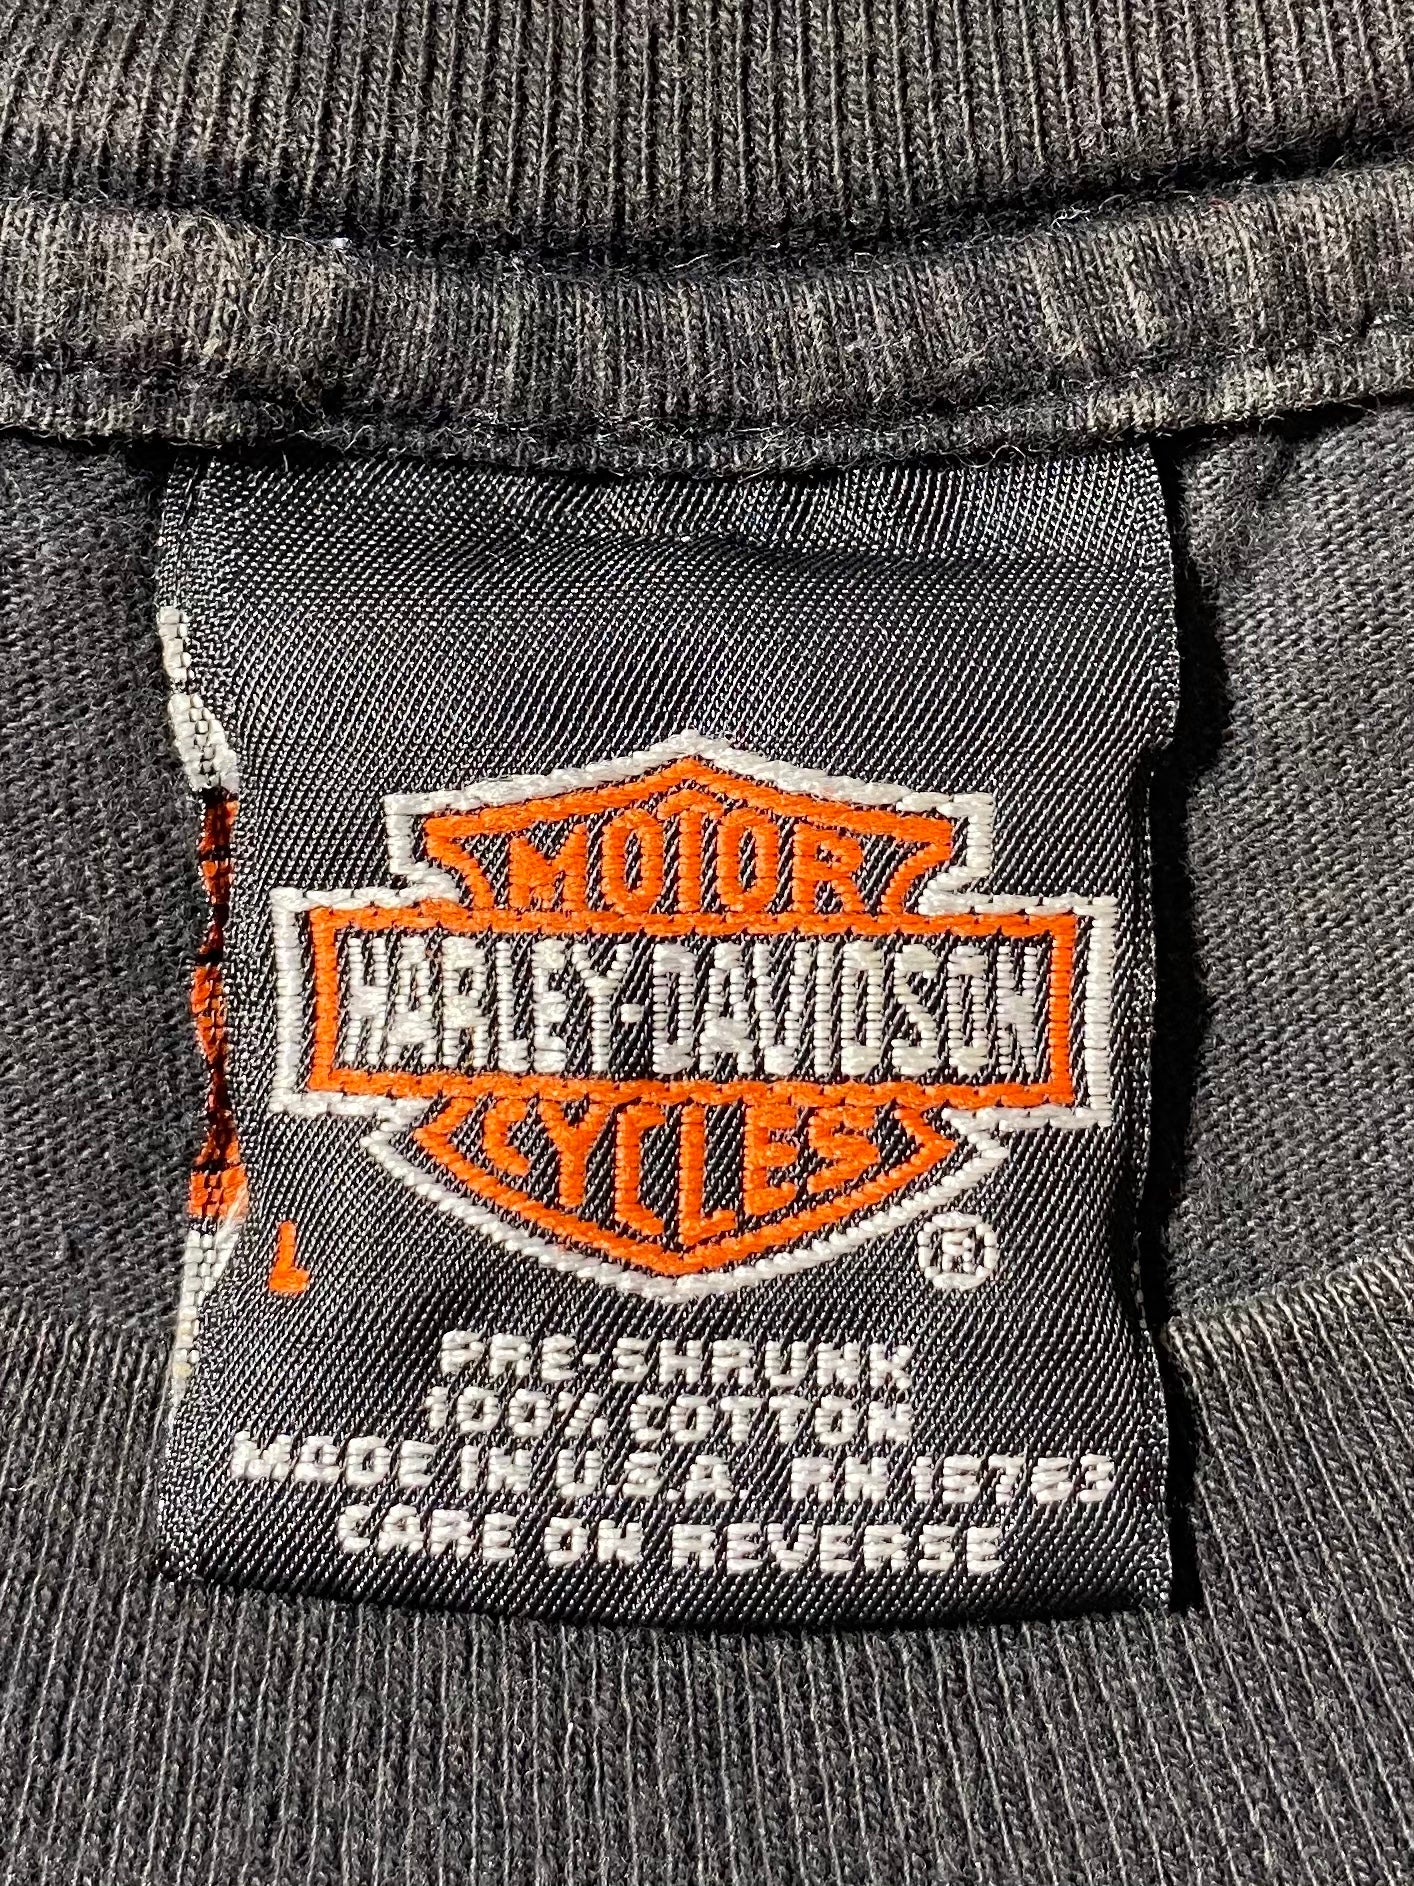 MOTOR
HARLEY-DAVIDSON
CYCLES
®
L
PRE-SHRUNK
100% COTTON
MADE IN U.S.A. RN 15763
CARE ON REVERSE